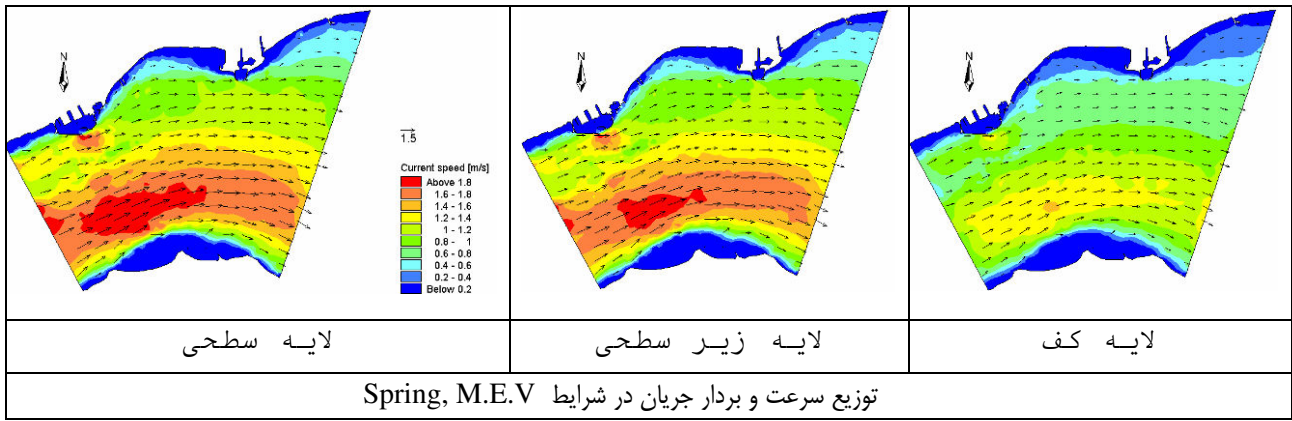 N
1.5
Current speed [m/s]
Above 1.8
1.6 - 1.8
1.4 - 1.6
1.2 - 1.4
1 - 1.2
0.8 - 1
0.6 - 0.8
0.4 - 0.6
0.2 - 0.4
Below 0.2
N
N
لایه سطحی
لایه زیر سطحی
لایه کف
توزیع سرعت و بردار جریان در شرایط Spring, M.E.V